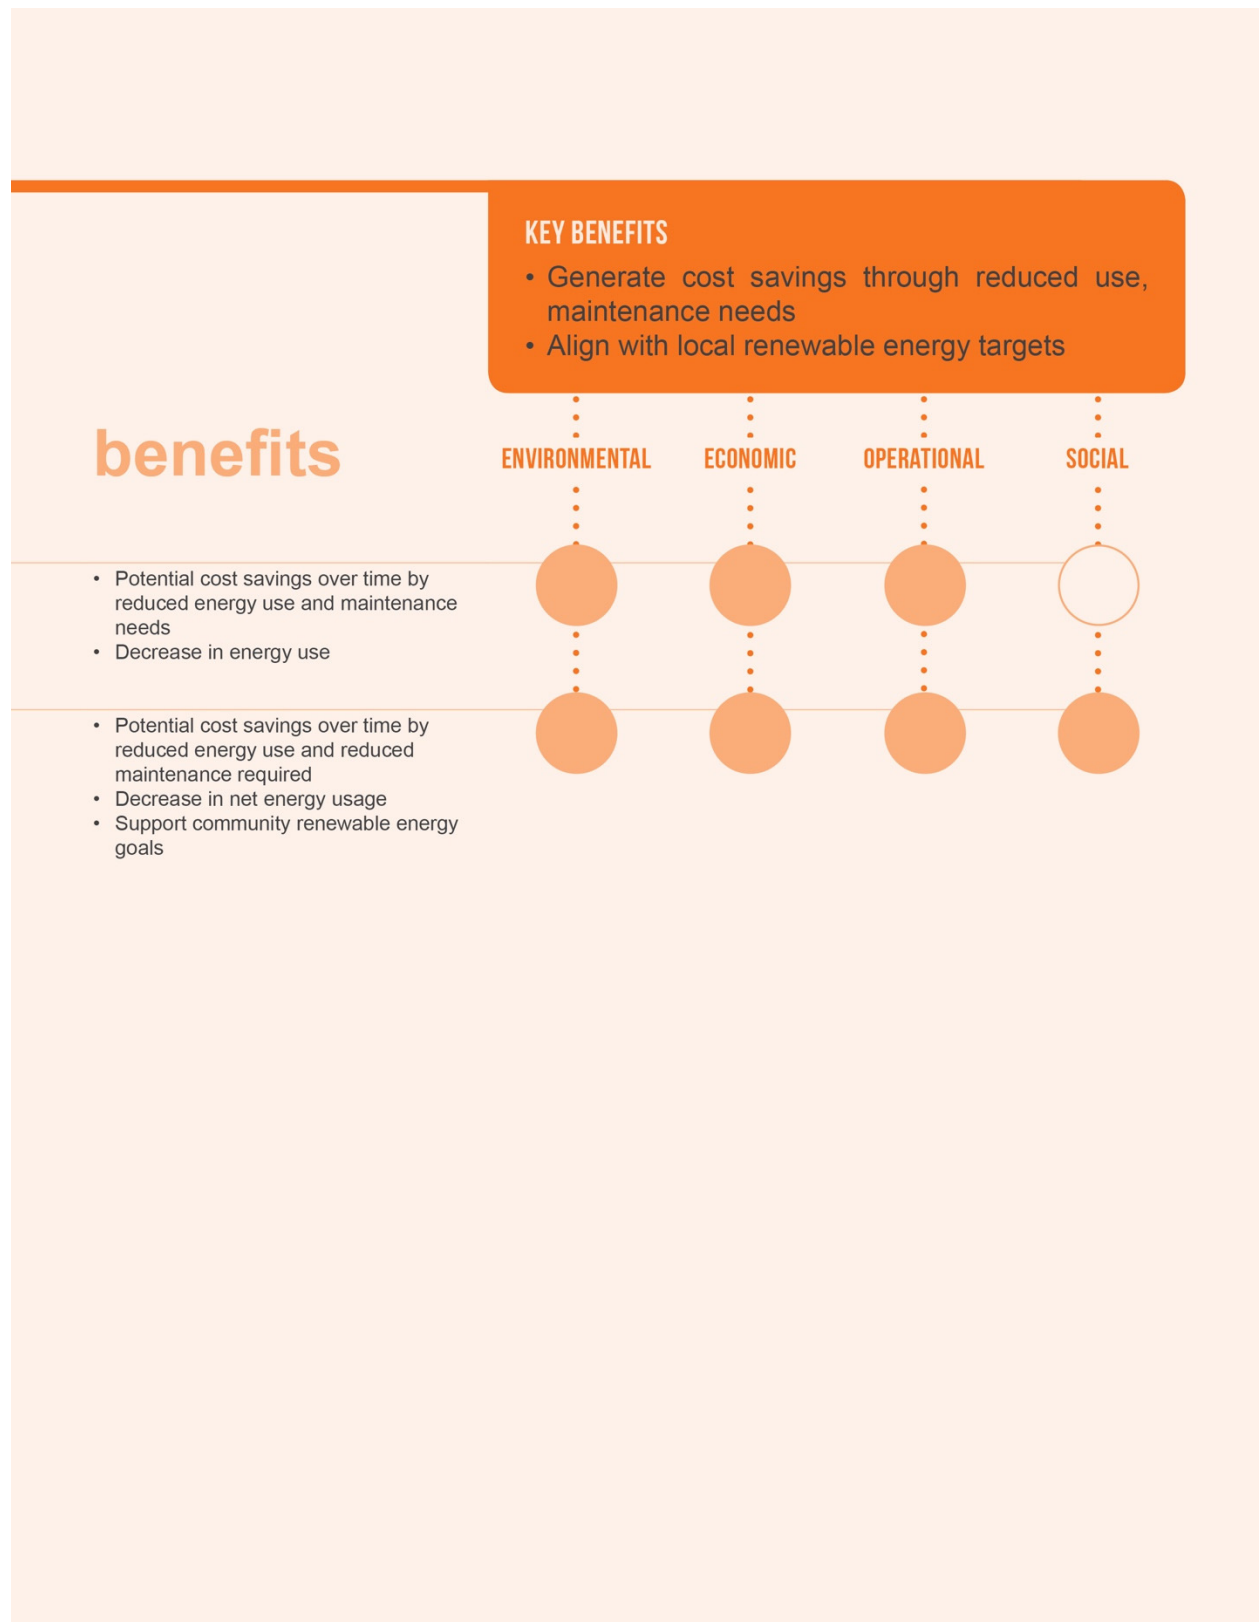 KEY BENEFITS
• Generate cost savings through reduced use,
maintenance needs
• Align with local renewable energy targets
benefits
ENVIRONMENTAL ECONOMIC OPERATIONAL SOCIAL
• Potential cost savings over time by
reduced energy use and maintenance
needs
• Decrease in energy use
• Potential cost savings over time by
reduced energy use and reduced
maintenance required
• Decrease in net energy usage
• Support community renewable energy
goals